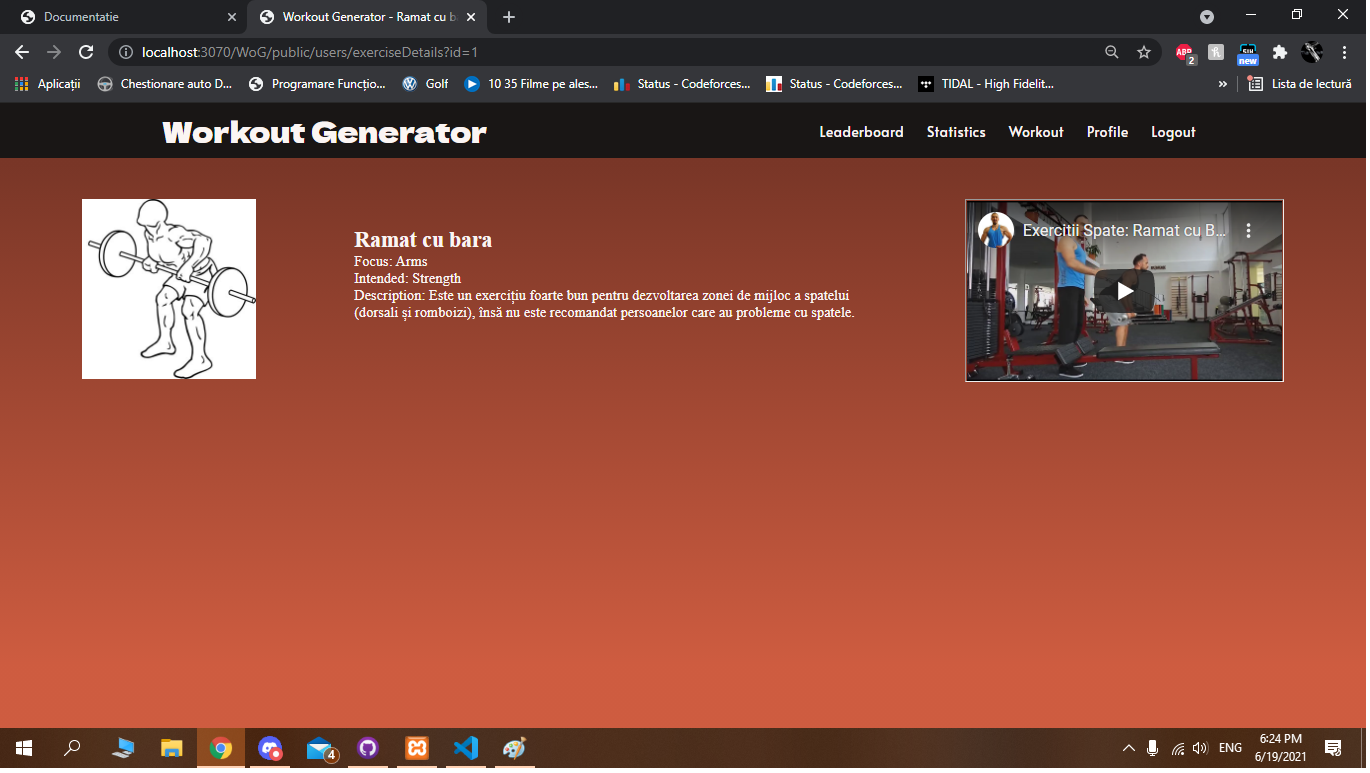 Documentatie
Workout Generator - Ramat cu b
localhost:3070/WoG/public/users/exerciseDetails?id=1
ABP
2
new
Aplicații
Chestionare auto D...
Programare Funcțio...
Golf
10 35 Filme pe ales...
Status - Codeforces...
Status - Codeforces...
TIDAL - High Fidelit...
»
Lista de lectură
Workout Generator
Leaderboard
Statistics
Workout
Profile
Logout
Ramat cu bara
Focus: Arms
Intended: Strength
Description: Este un exercițiu foarte bun pentru dezvoltarea zonei de mijloc a spatelui
(dorsali și romboizi), însă nu este recomandat persoanelor care au probleme cu spatele.
Exercitii Spate: Ramat cu B...
4
ENG
6:24 PM
6/19/2021